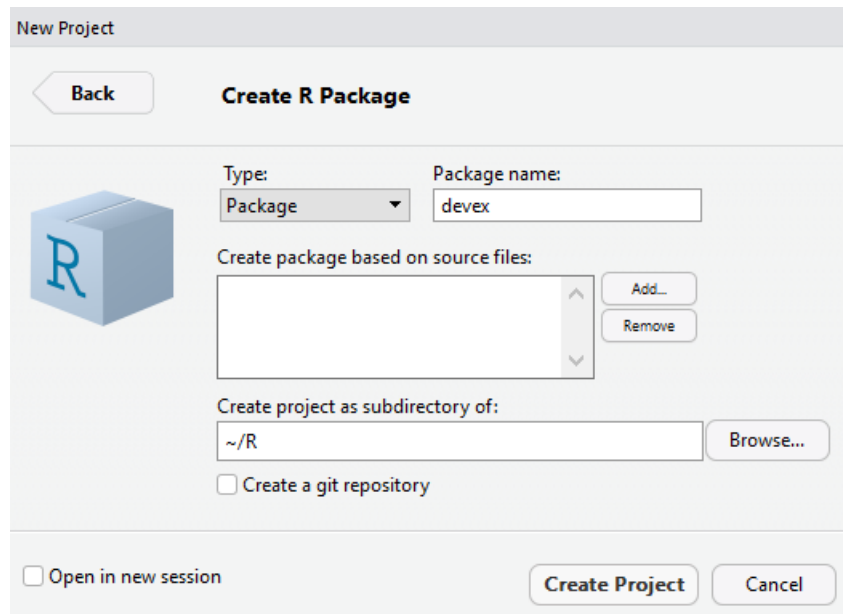 New Project
Back
Create R Package
Type:
Package name:
Package
devex
R
Create package based on source files:
Add...
Remove
Create project as subdirectory of:
~/R
Browse...
Create a git repository
Open in new session
Create Project
Cancel